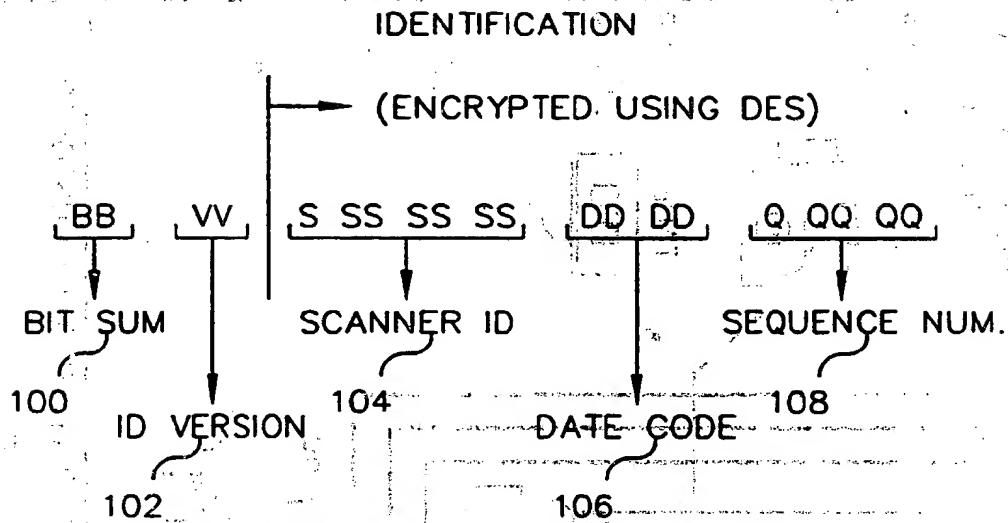 IDENTIFICATION
(ENCRYPTED USING DES)
BB VV S SS SS SS DD DD Q QQ QQ
BIT SUM SCANNER ID SEQUENCE NUM.
100 104 108
ID VERSION DATE CODE
102 106